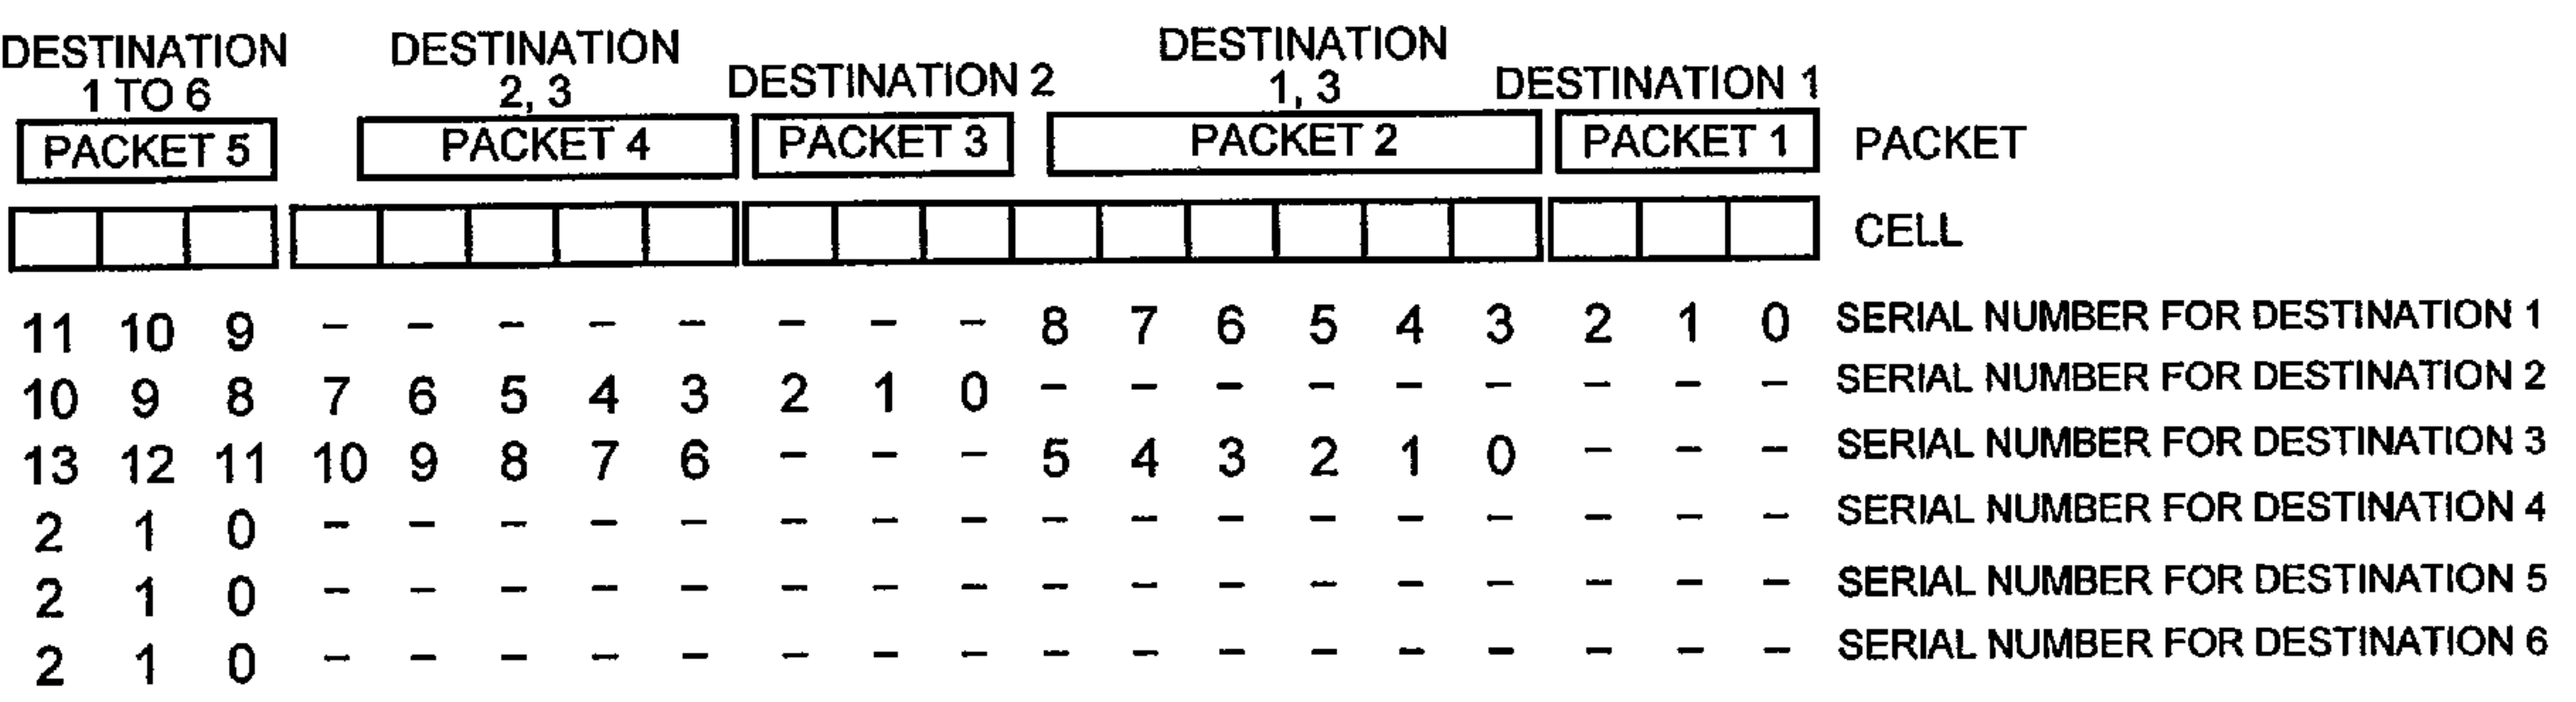 DESTINATION 1 TO 6
DESTINATION 2, 3
DESTINATION 2
DESTINATION 1, 3
DESTINATION 1
PACKET 5
PACKET 4
PACKET 3
PACKET 2
PACKET 1
PACKET
CELL
11 10 9 – – – – – – – – 8 7 6 5 4 3 2 1 0 SERIAL NUMBER FOR DESTINATION 1
10 9 8 7 6 5 4 3 2 1 0 – – – – – – – – – SERIAL NUMBER FOR DESTINATION 2
13 12 11 10 9 8 7 6 – – – 5 4 3 2 1 0 – – – SERIAL NUMBER FOR DESTINATION 3
2 1 0 – – – – – – – – – – – – – – – – – SERIAL NUMBER FOR DESTINATION 4
2 1 0 – – – – – – – – – – – – – – – – – SERIAL NUMBER FOR DESTINATION 5
2 1 0 – – – – – – – – – – – – – – – – – SERIAL NUMBER FOR DESTINATION 6